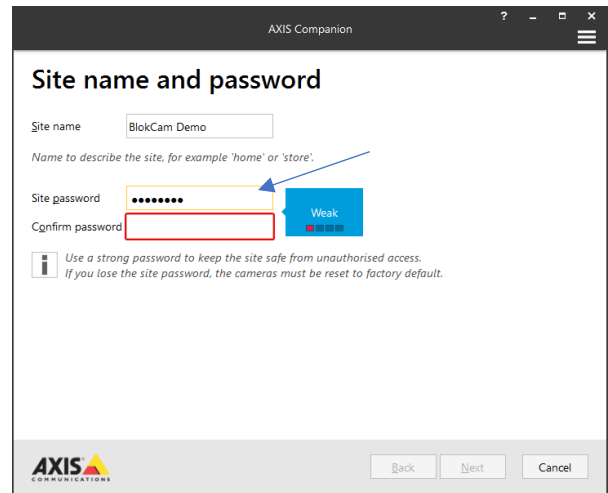 AXIS Companion
?
Site name and password
Site name
BlokCam Demo
Name to describe the site, for example 'home' or 'store'.
Site password
••••••••
Weak
Confirm password
i
Use a strong password to keep the site safe from unauthorised access.
If you lose the site password, the cameras must be reset to factory default.
AXIS
COMMUNICATIONS
Back
Next
Cancel